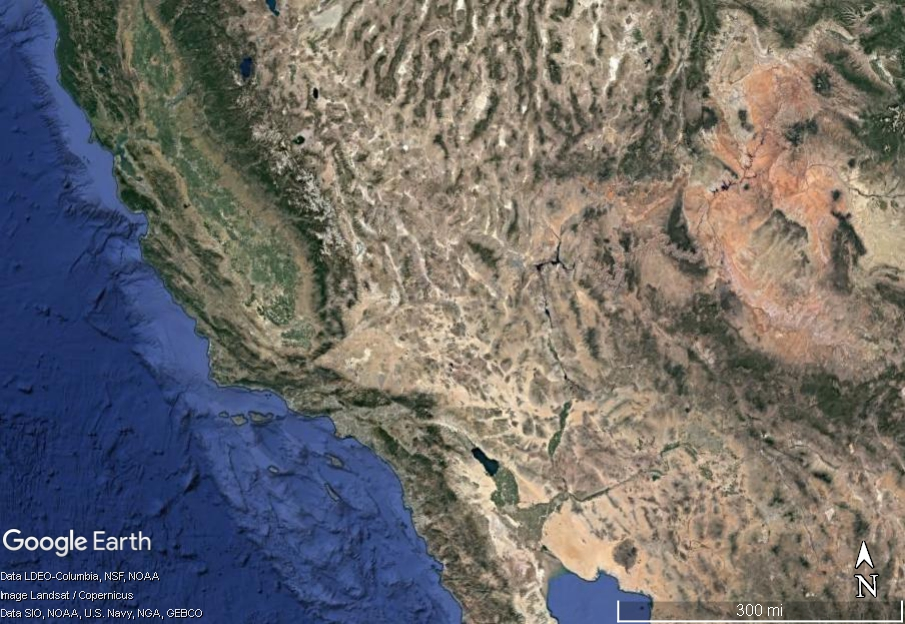 Google Earth
Data LDEO-Columbia, NSF, NOAA
Image Landsat / Copernicus
Data SIO, NOAA, U.S. Navy, NGA, GEBCO
N
300 mi